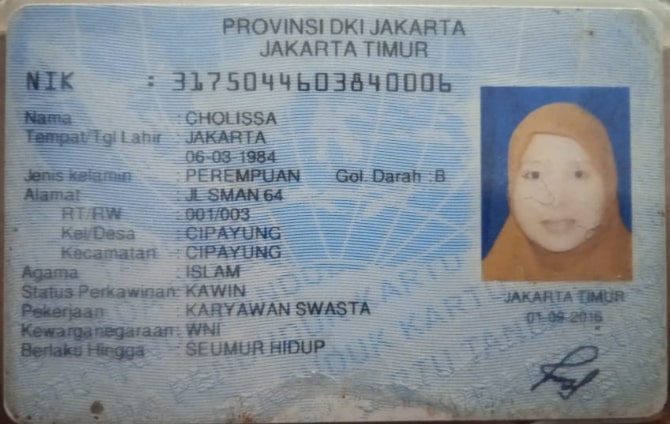 PROVINSI DKI JAKARTA
JAKARTA TIMUR
NIK : 3175044603840006
Nama : CHOLISSA
Tempat/Tgl Lahir : JAKARTA
06-03-1984
Jenis kelamin : PEREMPUAN Gol. Darah : B
Alamat : JL SMAN 64
RT/RW : 001/003
Kel/Desa : CIPAYUNG
Kecamatan : CIPAYUNG
Agama : ISLAM
Status Perkawinan: KAWIN
Pekerjaan : KARYAWAN SWASTA
Kewarganegaraan: WNI
Berlaku Hingga : SEUMUR HIDUP
JAKARTA TIMUR
01-09-2016